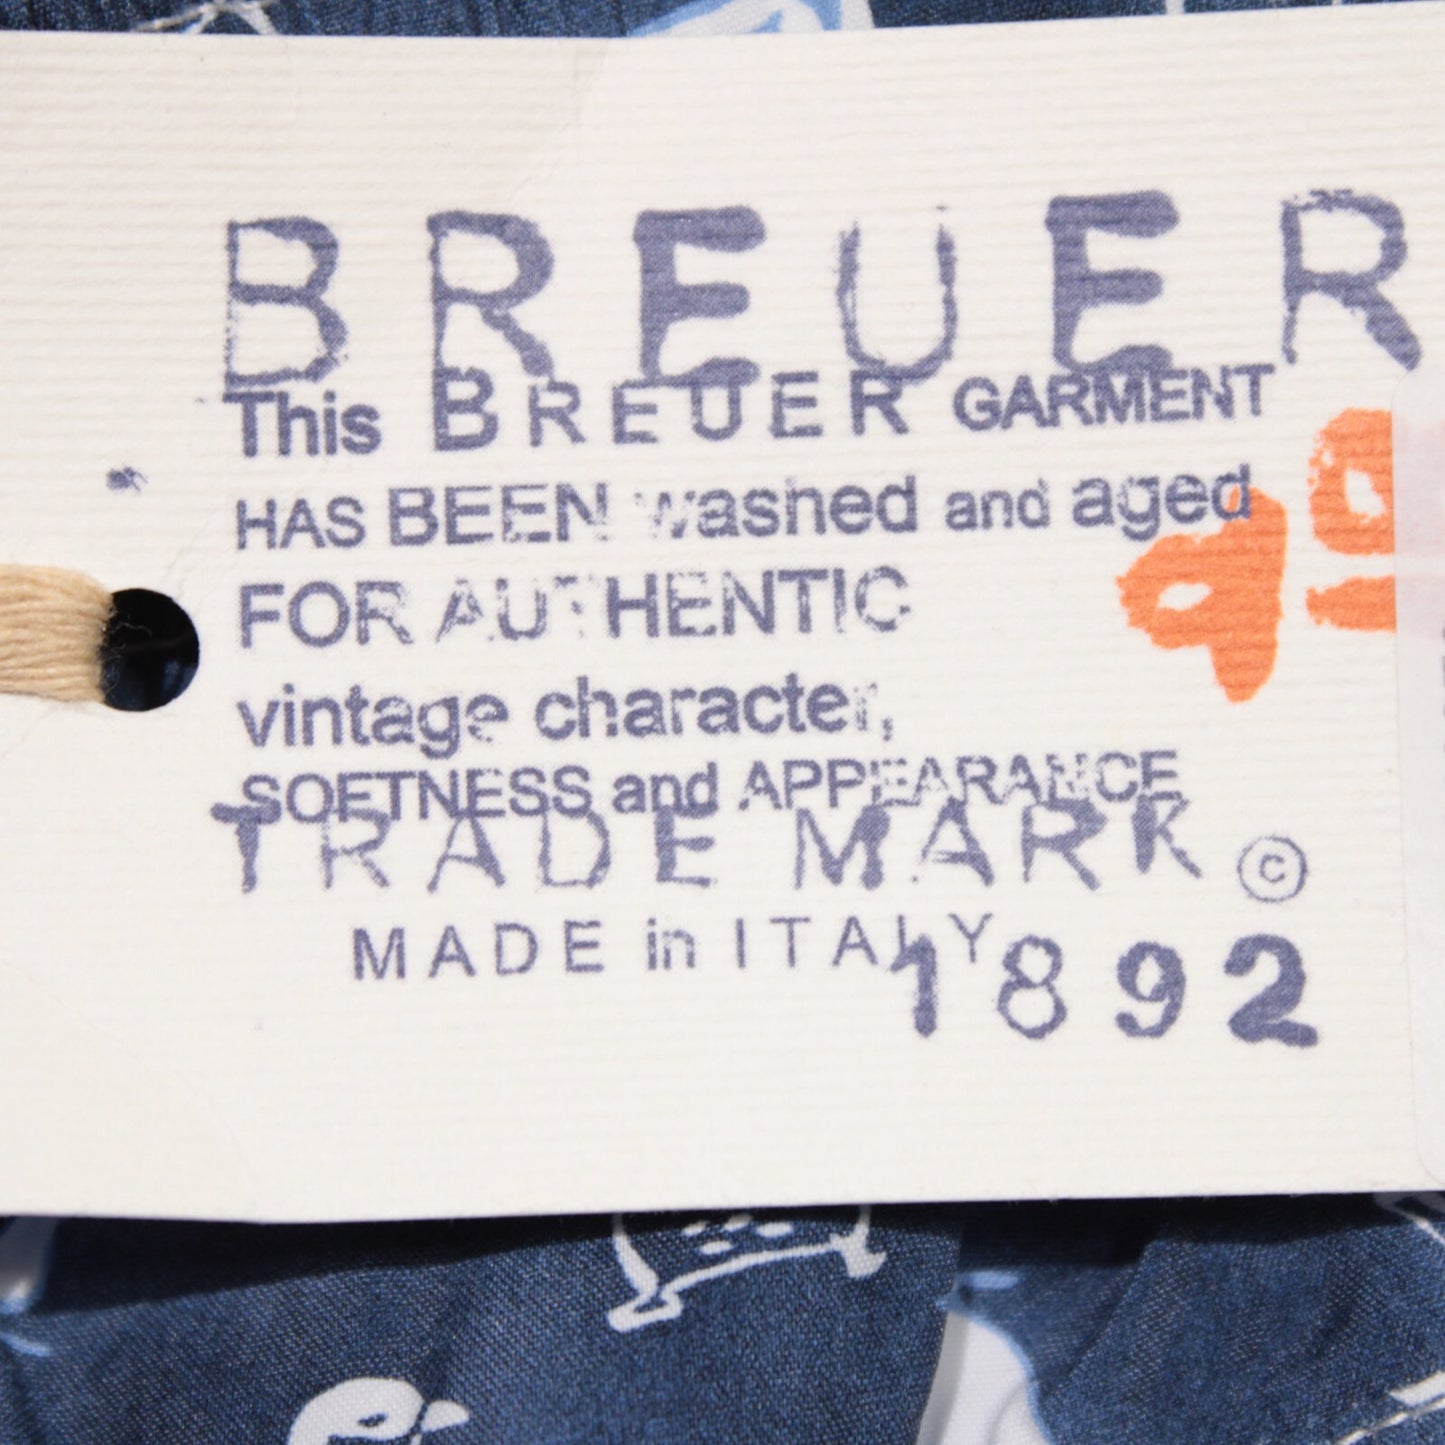 BREUER
This BREUER GARMENT
HAS BEEN washed and aged
FOR AUTHENTIC
vintage character,
SOFTNESS and APPEARANCE
TRADE MARK ©
MADE in ITALY
1892